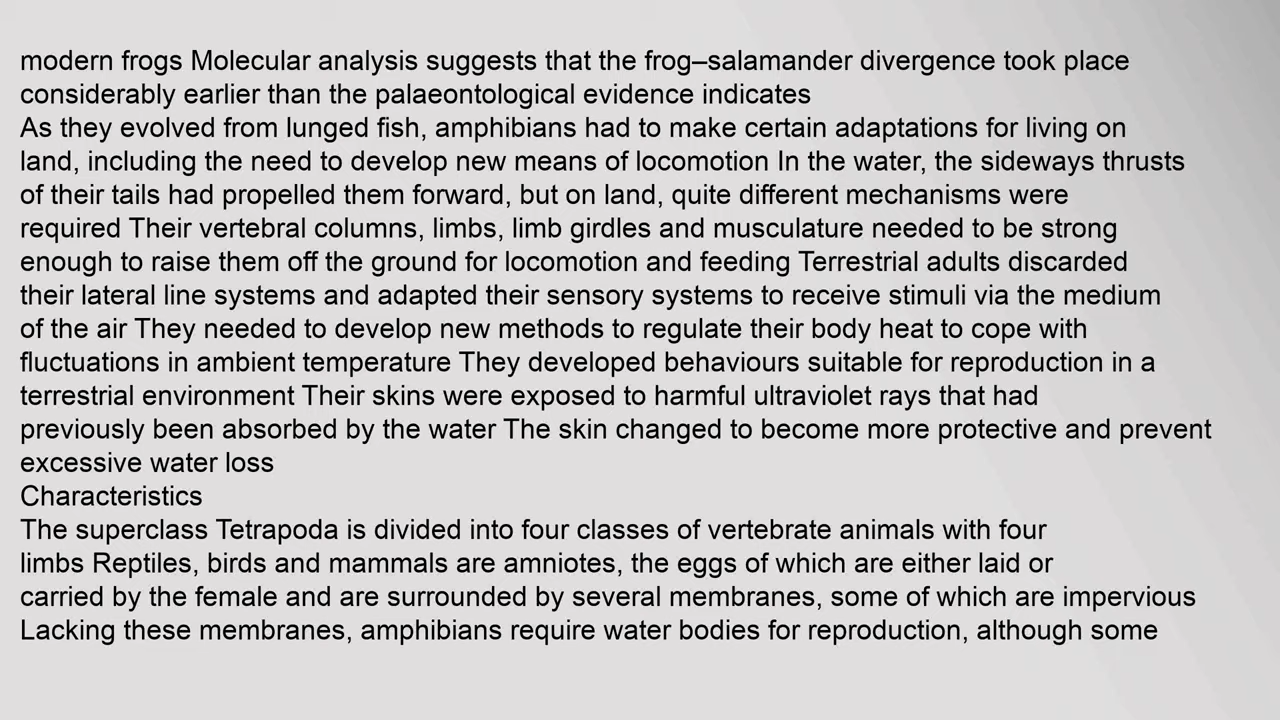 modern frogs Molecular analysis suggests that the frog–salamander divergence took place
considerably earlier than the palaeontological evidence indicates
As they evolved from lunged fish, amphibians had to make certain adaptations for living on
land, including the need to develop new means of locomotion In the water, the sideways thrusts
of their tails had propelled them forward, but on land, quite different mechanisms were
required Their vertebral columns, limbs, limb girdles and musculature needed to be strong
enough to raise them off the ground for locomotion and feeding Terrestrial adults discarded
their lateral line systems and adapted their sensory systems to receive stimuli via the medium
of the air They needed to develop new methods to regulate their body heat to cope with
fluctuations in ambient temperature They developed behaviours suitable for reproduction in a
terrestrial environment Their skins were exposed to harmful ultraviolet rays that had
previously been absorbed by the water The skin changed to become more protective and prevent
excessive water loss
Characteristics
The superclass Tetrapoda is divided into four classes of vertebrate animals with four
limbs Reptiles, birds and mammals are amniotes, the eggs of which are either laid or
carried by the female and are surrounded by several membranes, some of which are impervious
Lacking these membranes, amphibians require water bodies for reproduction, although some